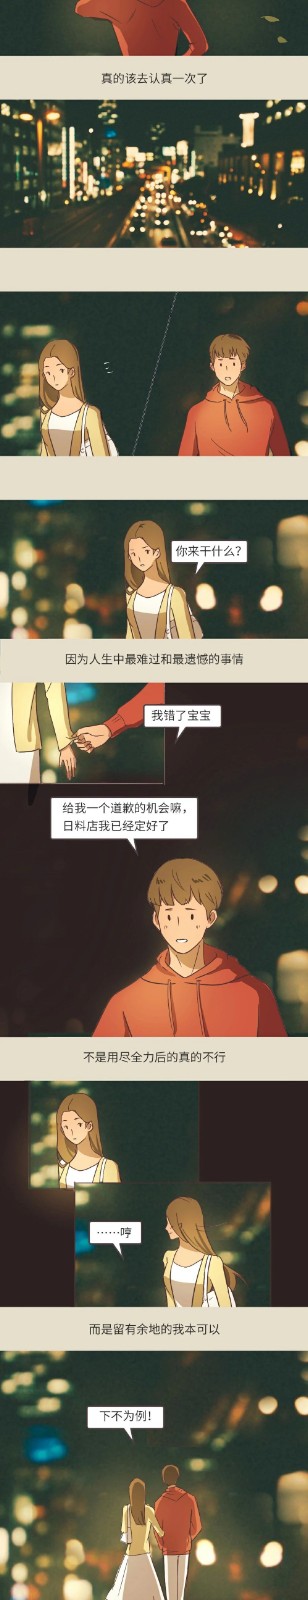 真的该去认真一次了
你来干什么？
因为人生中最难过和最遗憾的事情
我错了宝宝
给我一个道歉的机会嘛，
日料店我已经定好了
不是用尽全力后的真的不行
……哼
而是留有余地的我本可以
下不为例！